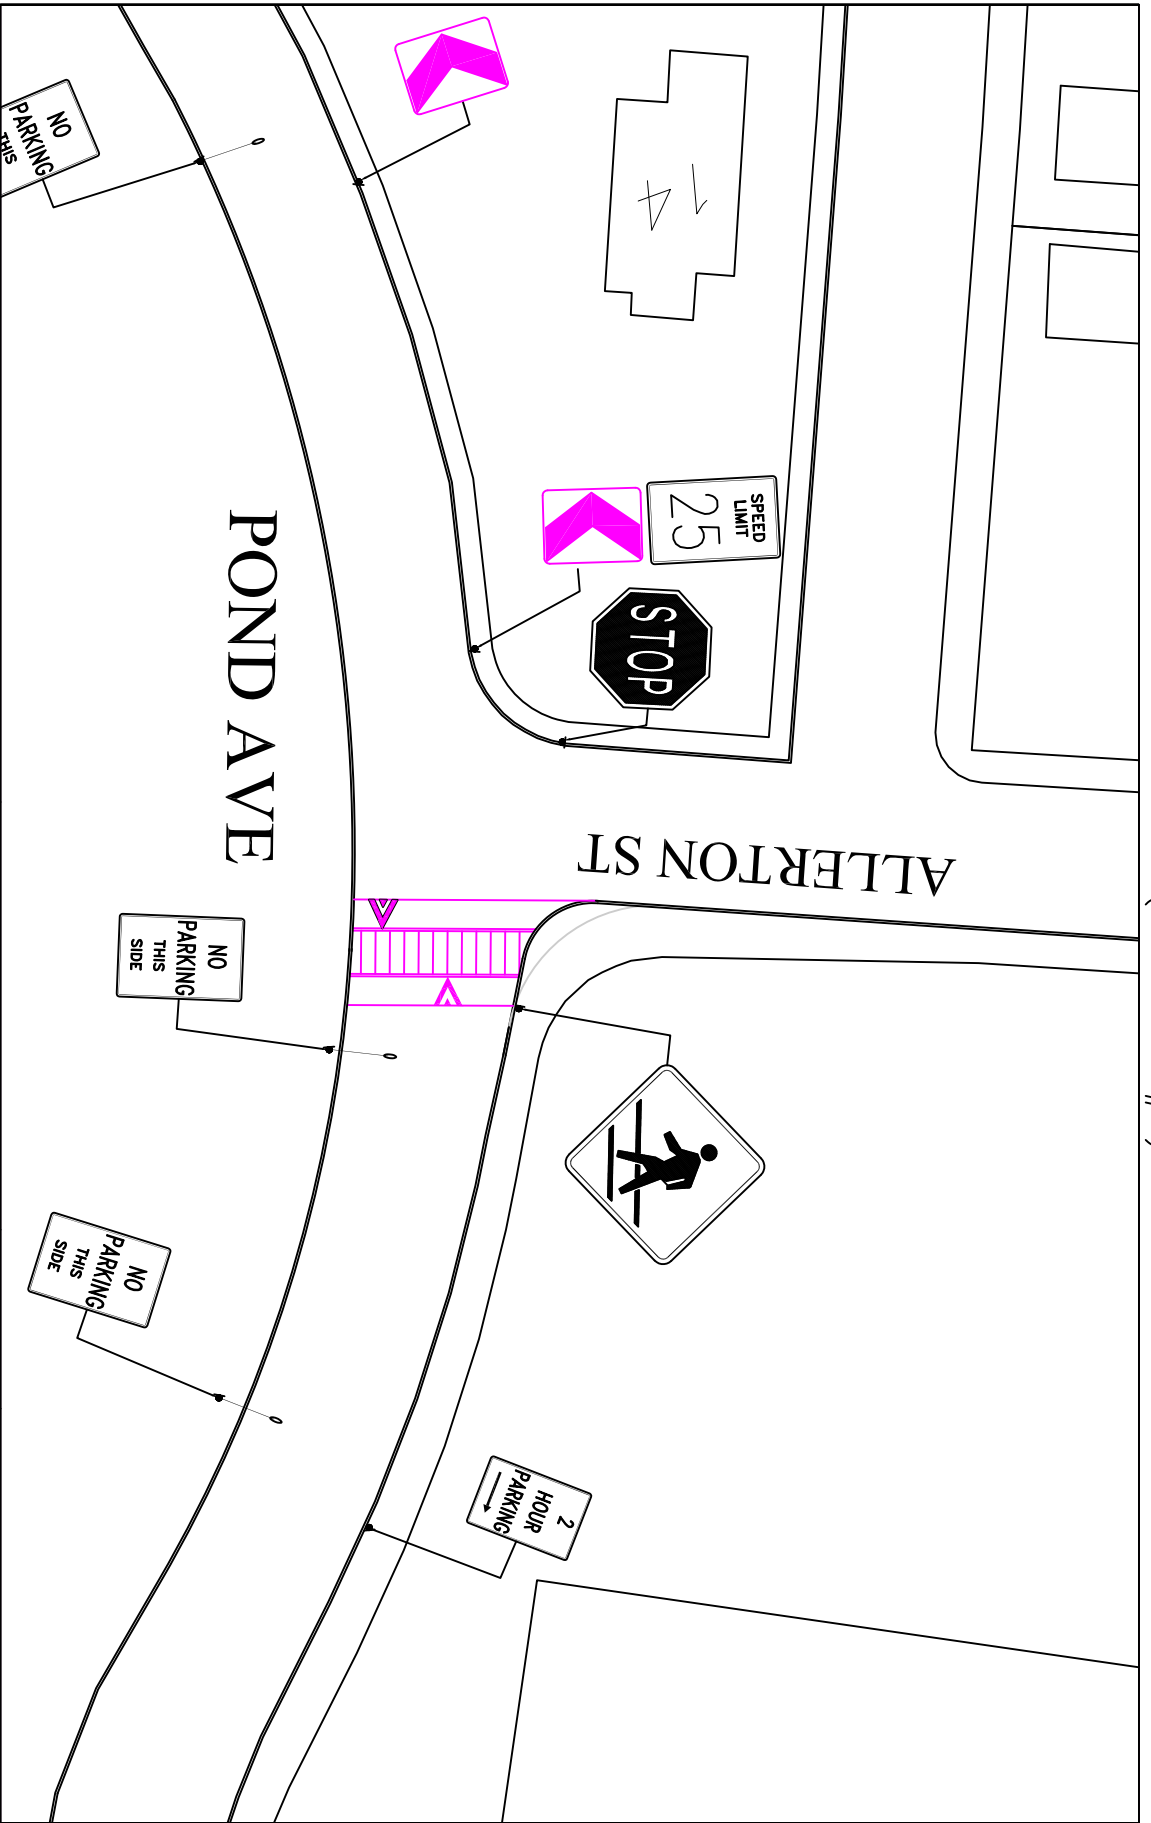 NO
PARKING
THIS
14
SPEED
LIMIT
25
STOP
POND AVE
ALLERTON ST
NO
PARKING
THIS
SIDE
NO
PARKING
THIS
SIDE
2
HOUR
PARKING